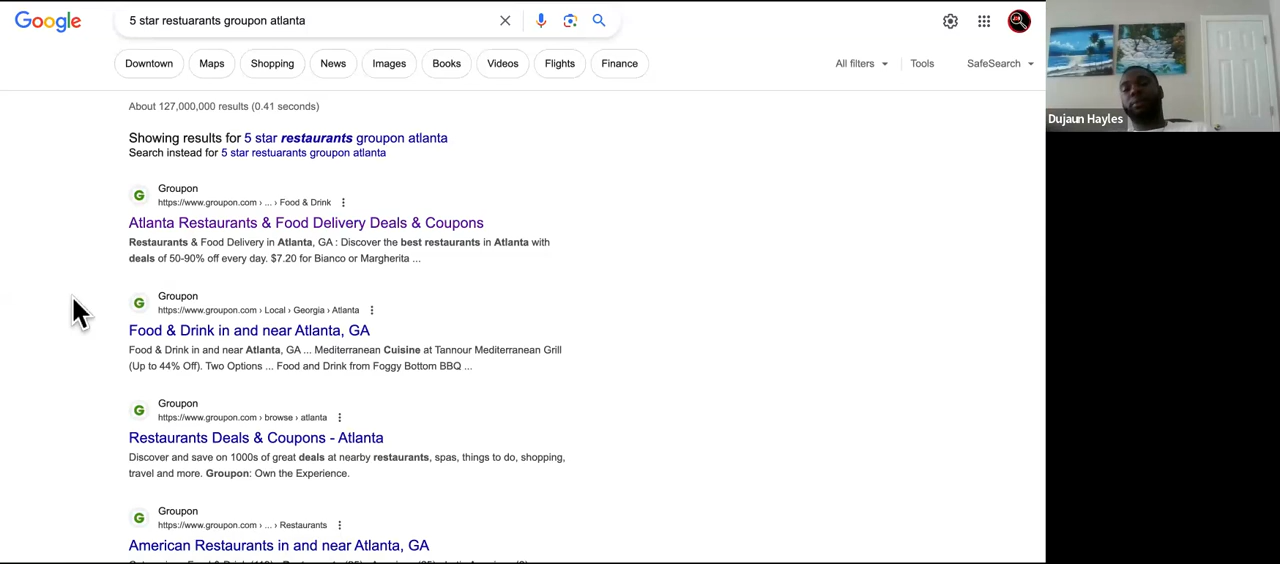 Google
5 star restuarants groupon atlanta
Downtown
Maps
Shopping
News
Images
Books
Videos
Flights
Finance
All filters
Tools
SafeSearch
About 127,000,000 results (0.41 seconds)
Showing results for 5 star restaurants groupon atlanta
Search instead for 5 star restuarants groupon atlanta
Groupon
https://www.groupon.com › ... › Food & Drink
Atlanta Restaurants & Food Delivery Deals & Coupons
Restaurants & Food Delivery in Atlanta, GA : Discover the best restaurants in Atlanta with
deals of 50-90% off every day. $7.20 for Bianco or Margherita ...
Groupon
https://www.groupon.com › Local › Georgia › Atlanta
Food & Drink in and near Atlanta, GA
Food & Drink in and near Atlanta, GA ... Mediterranean Cuisine at Tannour Mediterranean Grill
(Up to 44% Off). Two Options ... Food and Drink from Foggy Bottom BBQ ...
Groupon
https://www.groupon.com › browse › atlanta
Restaurants Deals & Coupons - Atlanta
Discover and save on 1000s of great deals at nearby restaurants, spas, things to do, shopping,
travel and more. Groupon: Own the Experience.
Groupon
https://www.groupon.com › ... › Restaurants
American Restaurants in and near Atlanta, GA
Dujaun Hayles